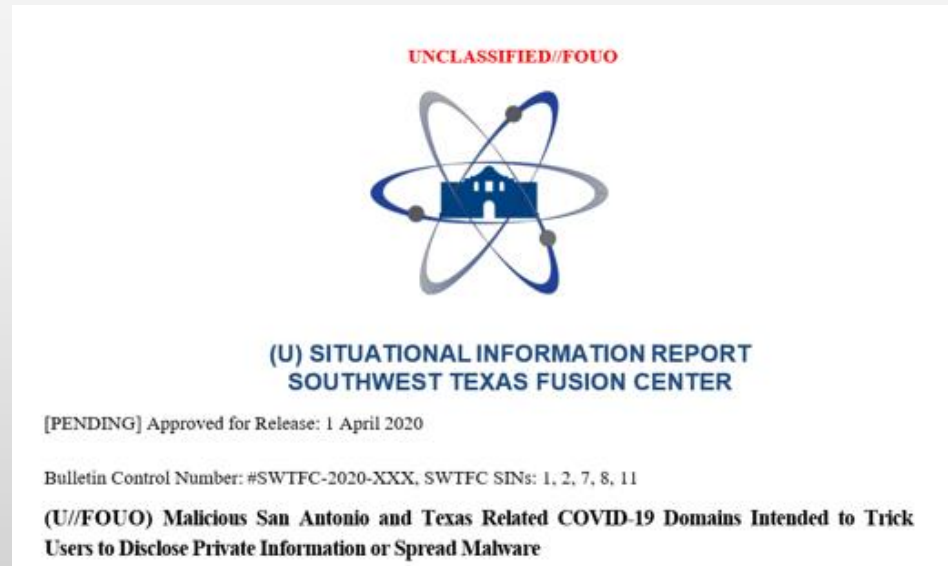 UNCLASSIFIED//FOUO
(U) SITUATIONAL INFORMATION REPORT
SOUTHWEST TEXAS FUSION CENTER
[PENDING] Approved for Release: 1 April 2020
Bulletin Control Number: #SWTFC-2020-XXX, SWTFC SINs: 1, 2, 7, 8, 11
(U//FOUO) Malicious San Antonio and Texas Related COVID-19 Domains Intended to Trick
Users to Disclose Private Information or Spread Malware